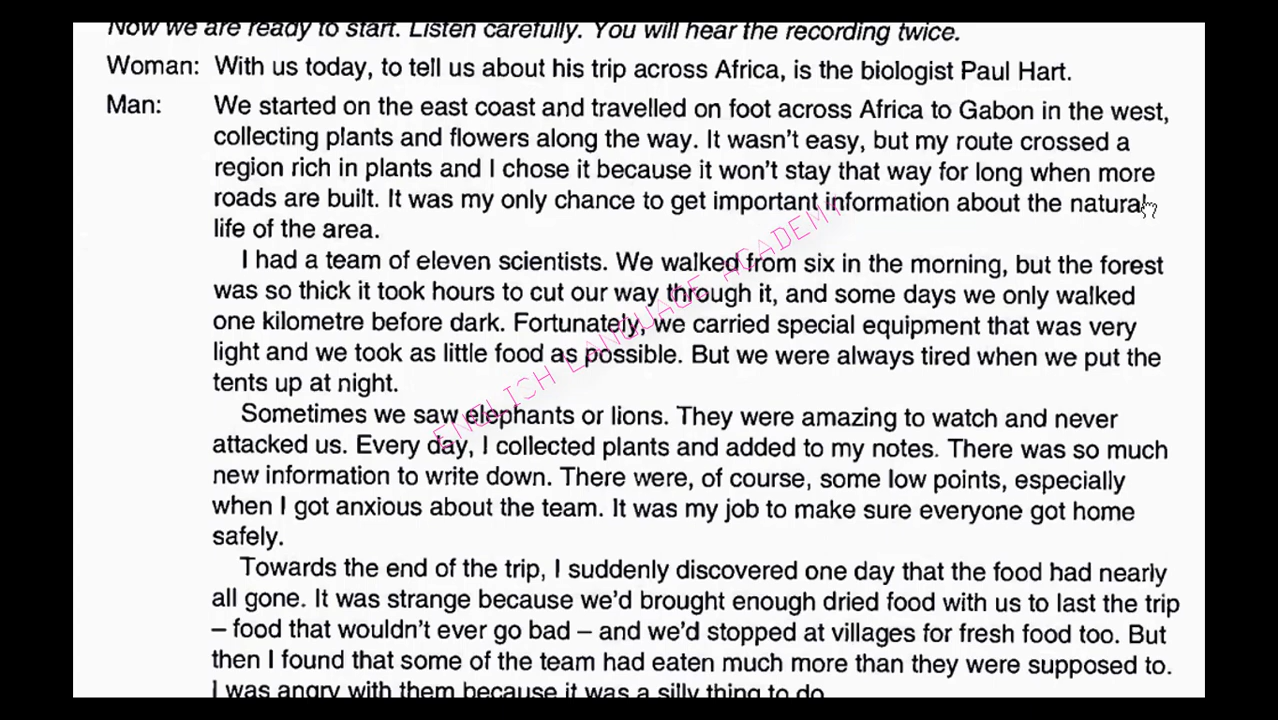 Now we are ready to start. Listen carefully. You will hear the recording twice.
Woman: With us today, to tell us about his trip across Africa, is the biologist Paul Hart.
Man: We started on the east coast and travelled on foot across Africa to Gabon in the west,
collecting plants and flowers along the way. It wasn't easy, but my route crossed a
region rich in plants and I chose it because it won't stay that way for long when more
roads are built. It was my only chance to get important information about the natural
life of the area.
I had a team of eleven scientists. We walked from six in the morning, but the forest
was so thick it took hours to cut our way through it, and some days we only walked
one kilometre before dark. Fortunately, we carried special equipment that was very
light and we took as little food as possible. But we were always tired when we put the
tents up at night.
Sometimes we saw elephants or lions. They were amazing to watch and never
attacked us. Every day, I collected plants and added to my notes. There was so much
new information to write down. There were, of course, some low points, especially
when I got anxious about the team. It was my job to make sure everyone got home
safely.
Towards the end of the trip, I suddenly discovered one day that the food had nearly
all gone. It was strange because we'd brought enough dried food with us to last the trip
– food that wouldn't ever go bad – and we'd stopped at villages for fresh food too. But
then I found that some of the team had eaten much more than they were supposed to.
I was angry with them because it was a silly thing to do.
ENGLISH LANGUAGE ACADEMY